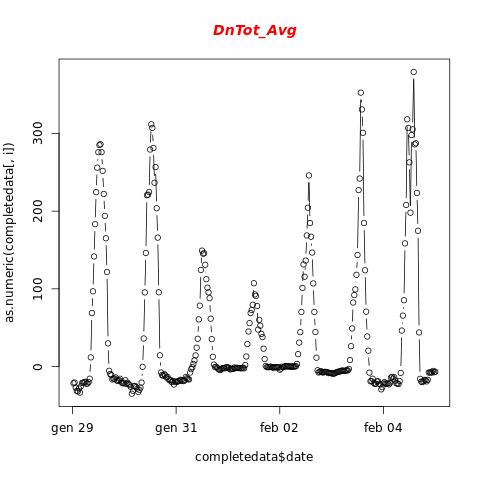 DnTot_Avg
as.numeric(completedata[, i])
300
200
100
0
gen 29
gen 31
feb 02
feb 04
completedata$date